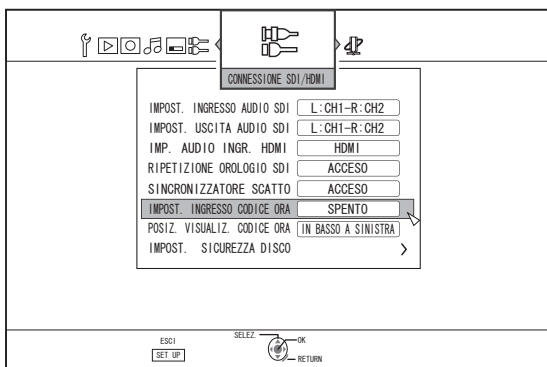 CONNESSIONE SDI/HDMI
IMPOST. INGRESSO AUDIO SDI L:CH1-R:CH2
IMPOST. USCITA AUDIO SDI L:CH1-R:CH2
IMP. AUDIO INGR. HDMI HDMI
RIPETIZIONE OROLOGIO SDI ACCESO
SINCRONIZZATORE SCATTO ACCESO
IMPOST. INGRESSO CODICE ORA SPENTO
POSIZ. VISUALIZ. CODICE ORA IN BASSO A SINISTRA
IMPOST. SICUREZZA DISCO
ESCI
SET UP
SELEZ.
OK
RETURN